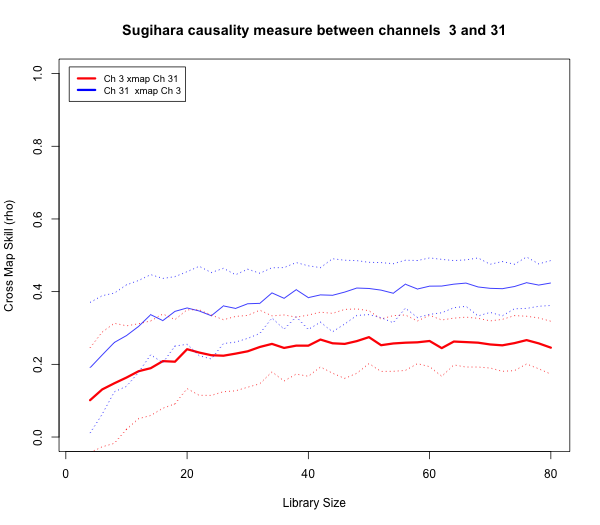 Sugihara causality measure between channels  3 and 31
Ch 3 xmap Ch 31
Ch 31  xmap Ch 3
Cross Map Skill (rho)
1.0
0.8
0.6
0.4
0.2
0.0
0 20 40 60 80
Library Size